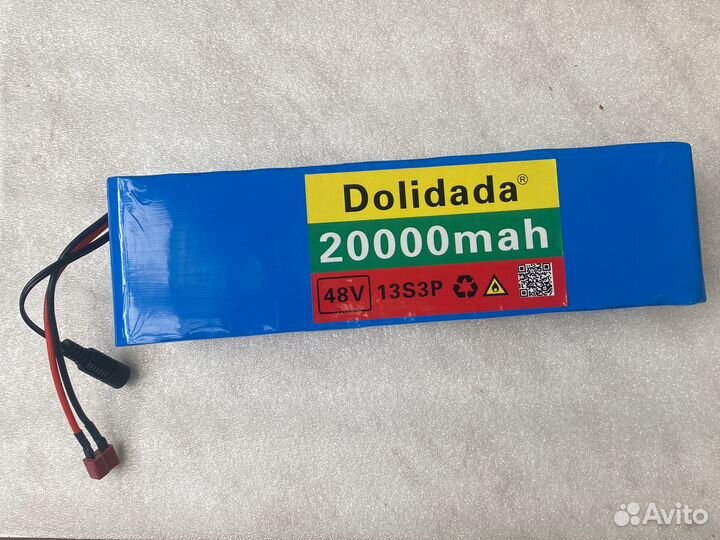 Dolidada®
20000mah
48V 13S3P
Avito